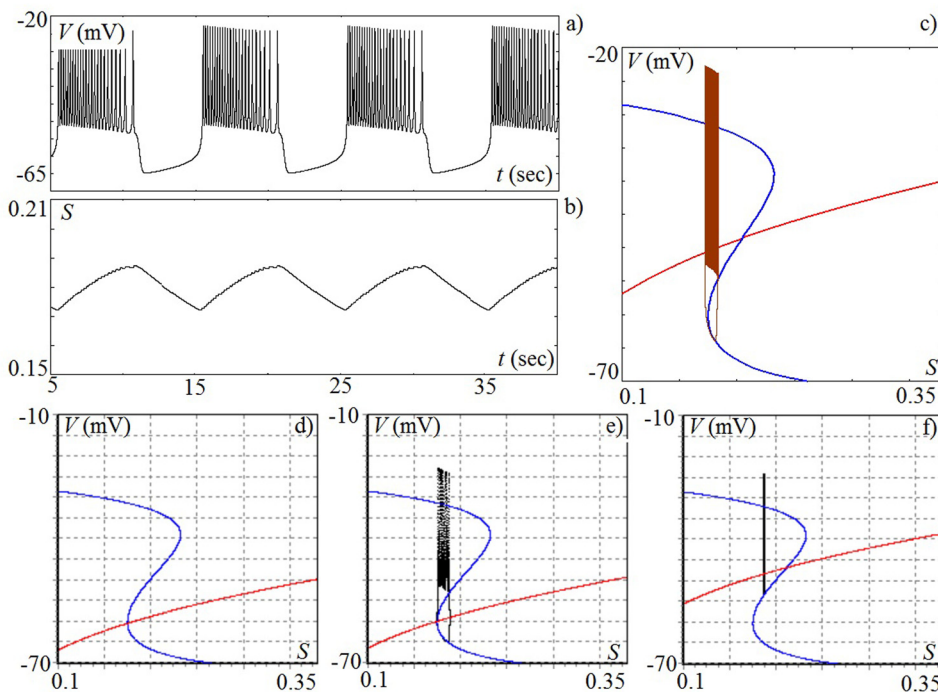 -20
V (mV)
a)
-65
t (sec)
0.21
S
b)
0.15
t (sec)
5
15
25
35
-20
V (mV)
c)
-70
S
0.1
0.35
-10
V (mV)
d)
-70
S
0.1
0.35
-10
V (mV)
e)
-70
S
0.1
0.35
-10
V (mV)
f)
-70
S
0.1
0.35